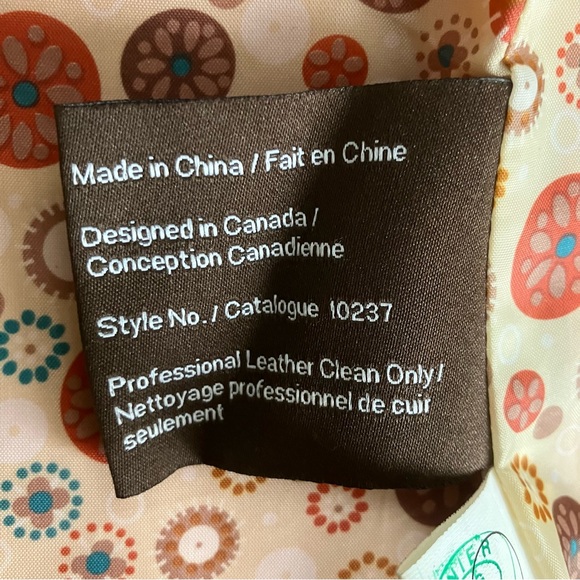 Made in China / Fait en Chine
Designed in Canada /
Conception Canadienne
Style No. / Catalogue 10237
Professional Leather Clean Only /
Nettoyage professionnel de cuir
seulement